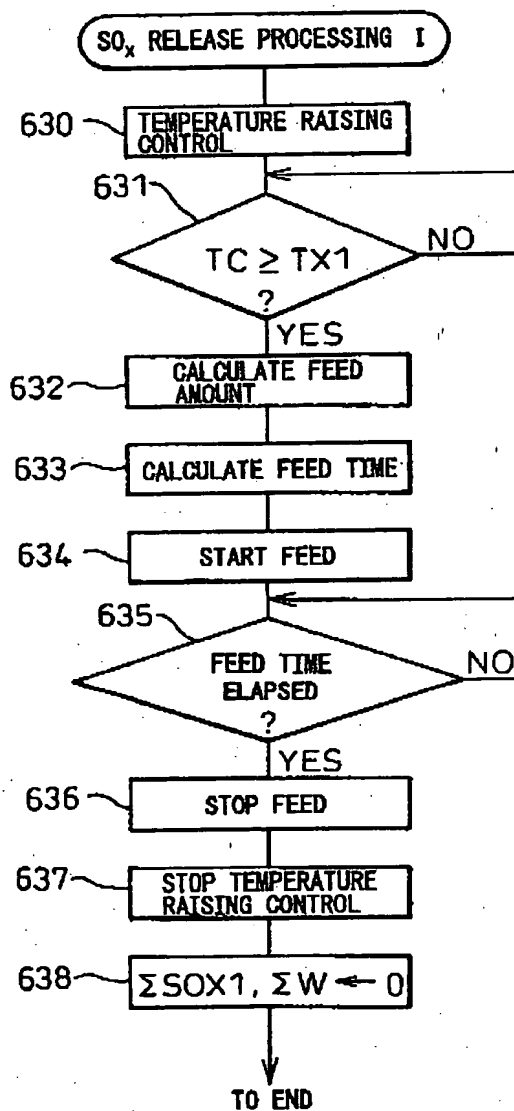 SOₓ RELEASE PROCESSING I
630
TEMPERATURE RAISING
CONTROL
631
TC ≥ TX1
?
NO
YES
632
CALCULATE FEED
AMOUNT
633
CALCULATE FEED TIME
634
START FEED
635
FEED TIME
ELAPSED
?
NO
YES
636
STOP FEED
637
STOP TEMPERATURE
RAISING CONTROL
638
ΣSOX1, ΣW ← 0
TO END